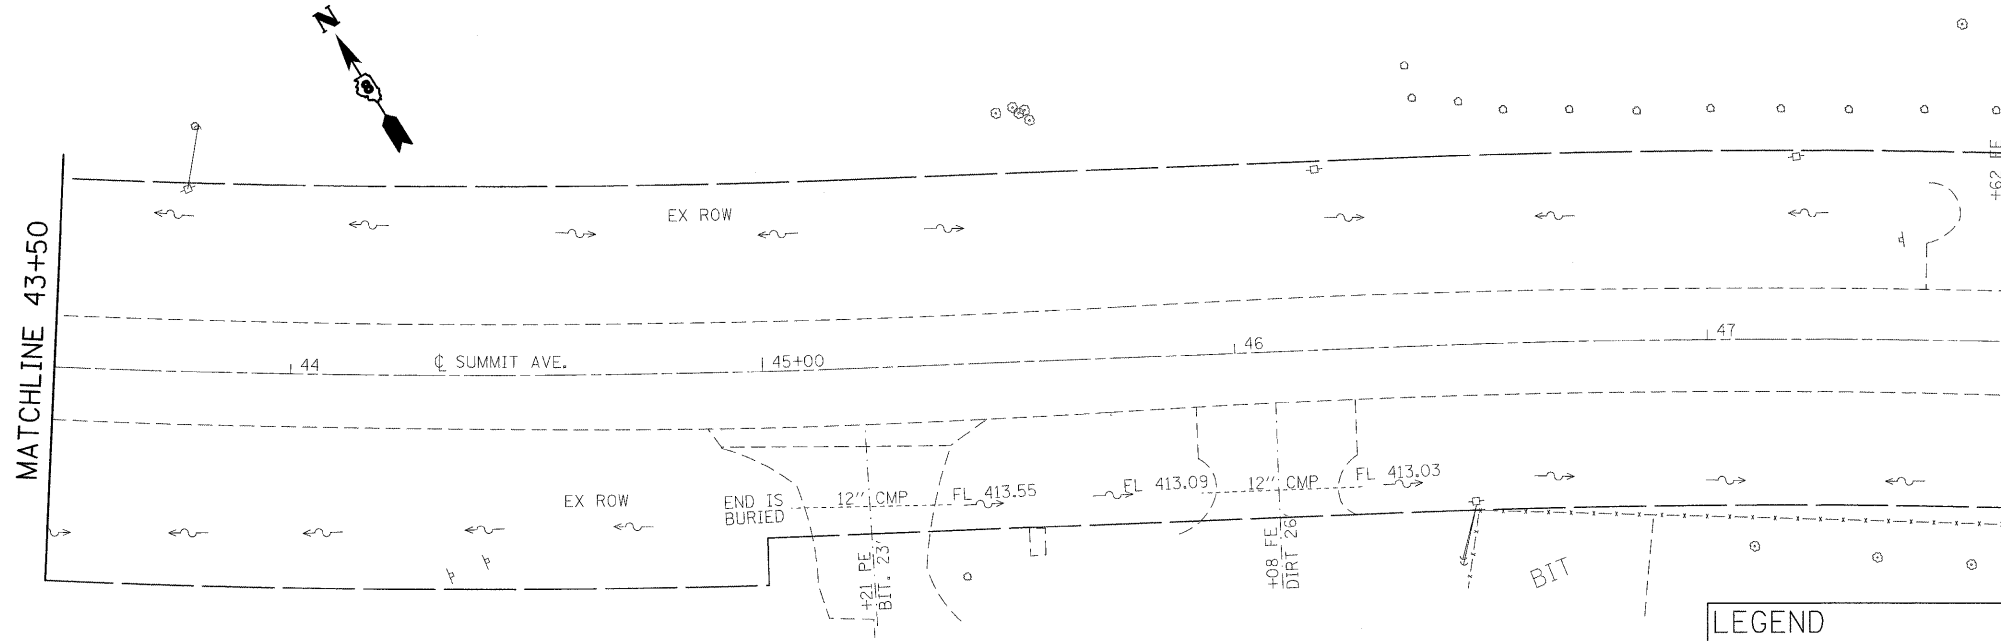 N
8
EX ROW
MATCHLINE 43+50
+62 FE
44
℄ SUMMIT AVE.
45+00
46
47
EX ROW
END IS
BURIED
12" CMP
FL 413.55
FL 413.09
12" CMP
FL 413.03
+21 PE
BIT. 23'
+08 FE
DIRT 26'
BIT
LEGEND